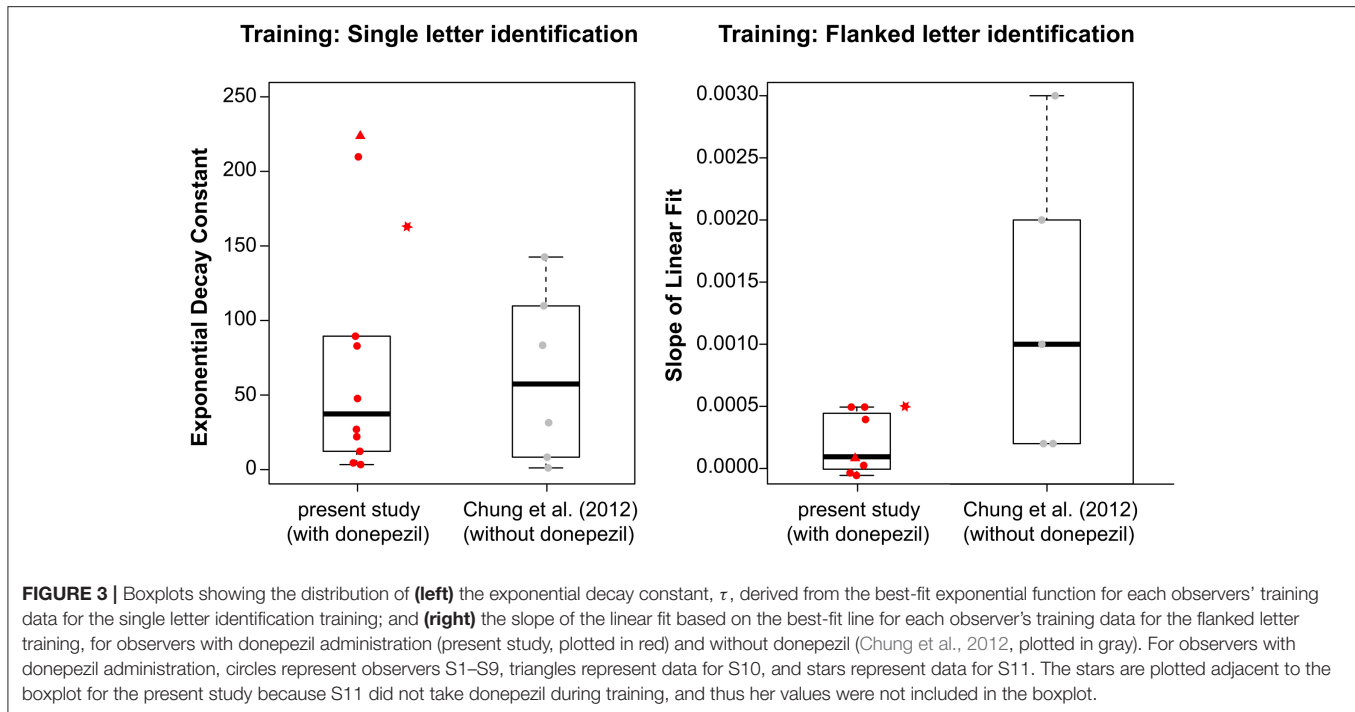 Training: Single letter identification
Exponential Decay Constant
250
200
150
100
50
0
present study
(with donepezil)
Chung et al. (2012)
(without donepezil)
Training: Flanked letter identification
Slope of Linear Fit
0.0030
0.0025
0.0020
0.0015
0.0010
0.0005
0.0000
present study
(with donepezil)
Chung et al. (2012)
(without donepezil)
FIGURE 3 | Boxplots showing the distribution of (left) the exponential decay constant, τ, derived from the best-fit exponential function for each observers’ training
data for the single letter identification training; and (right) the slope of the linear fit based on the best-fit line for each observer’s training data for the flanked letter
training, for observers with donepezil administration (present study, plotted in red) and without donepezil (Chung et al., 2012, plotted in gray). For observers with
donepezil administration, circles represent observers S1–S9, triangles represent data for S10, and stars represent data for S11. The stars are plotted adjacent to the
boxplot for the present study because S11 did not take donepezil during training, and thus her values were not included in the boxplot.